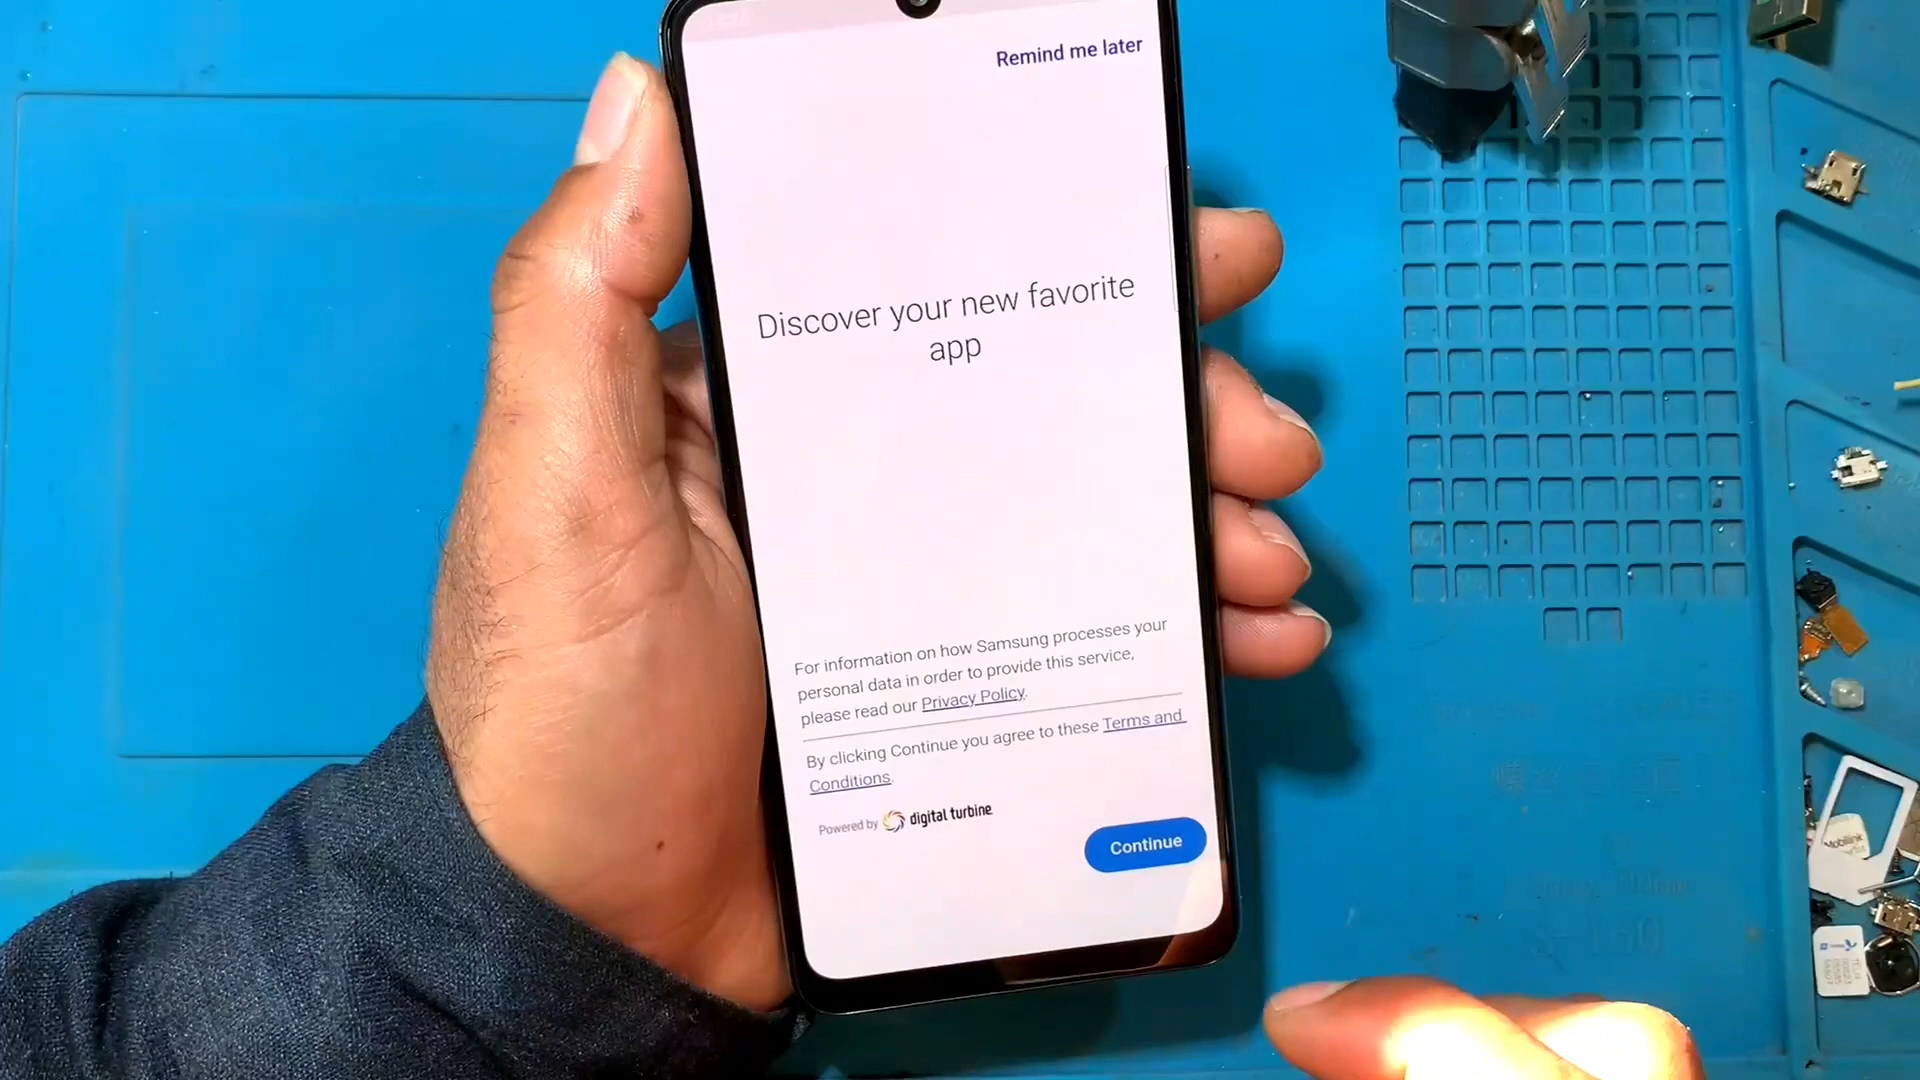 Remind me later
Discover your new favorite
app
For information on how Samsung processes your
personal data in order to provide this service,
please read our Privacy Policy.
By clicking Continue you agree to these Terms and
Conditions.
Powered by digital turbine
Continue
Mobilink